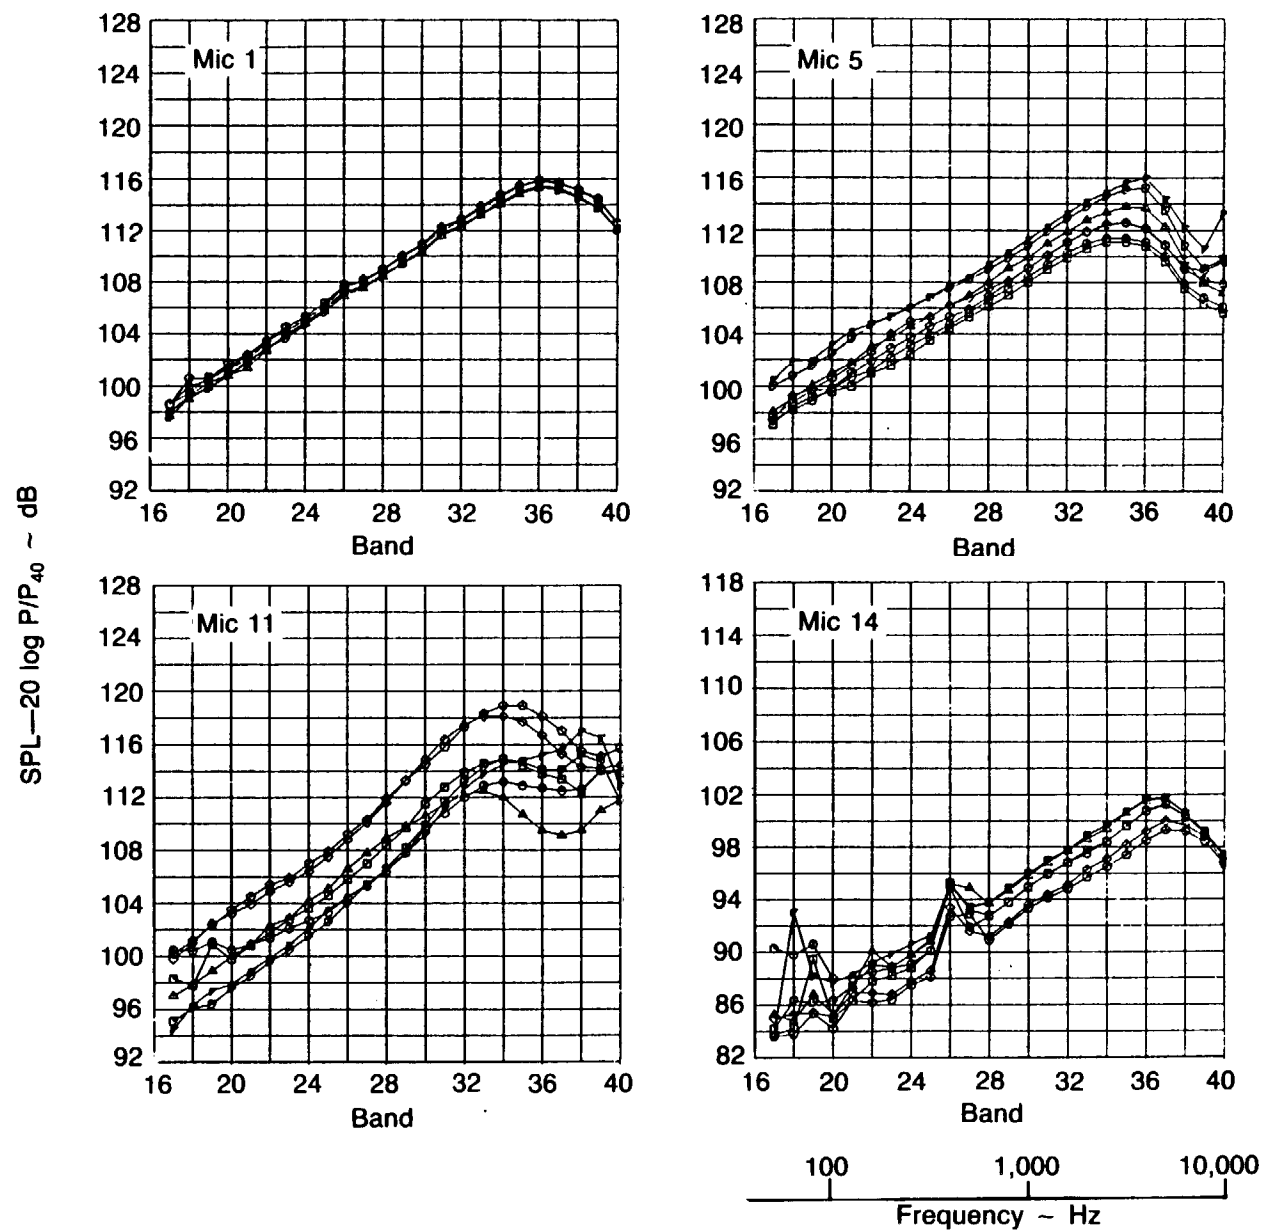 SPL—20 log P/P40 ~ dB
Mic 1
128
124
120
116
112
108
104
100
96
92
16 20 24 28 32 36 40
Band
Mic 5
128
124
120
116
112
108
104
100
96
92
16 20 24 28 32 36 40
Band
Mic 11
128
124
120
116
112
108
104
100
96
92
16 20 24 28 32 36 40
Band
Mic 14
118
114
110
106
102
98
94
90
86
82
16 20 24 28 32 36 40
Band
100 1,000 10,000
Frequency ~ Hz